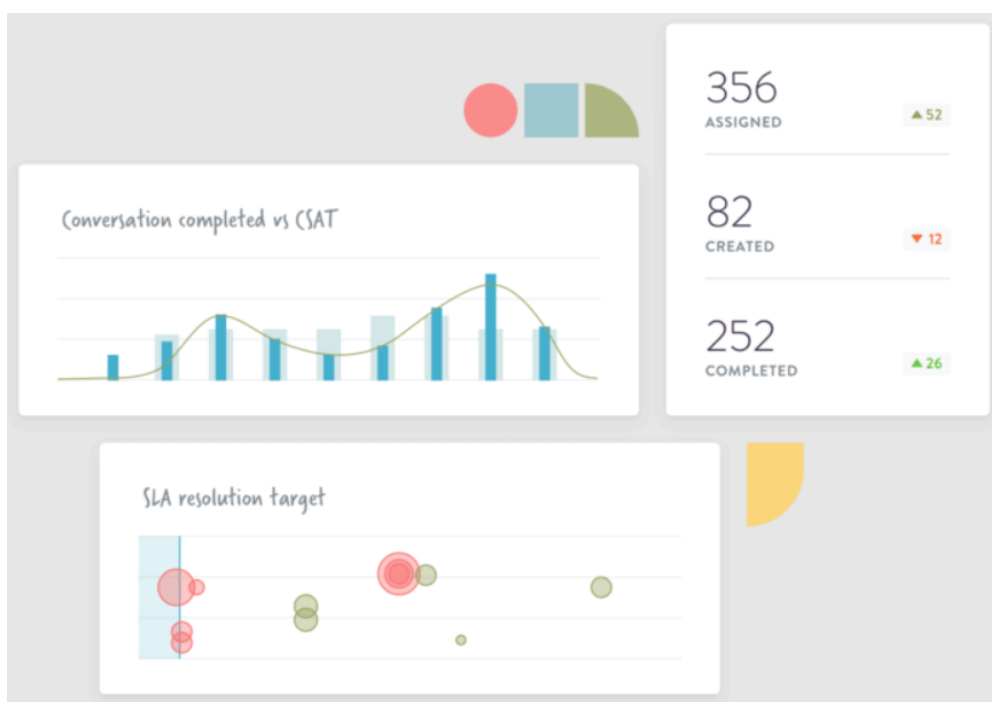 356
ASSIGNED
▲ 52
82
CREATED
▼ 12
252
COMPLETED
▲ 26
Conversation completed vs CSAT
SLA resolution target